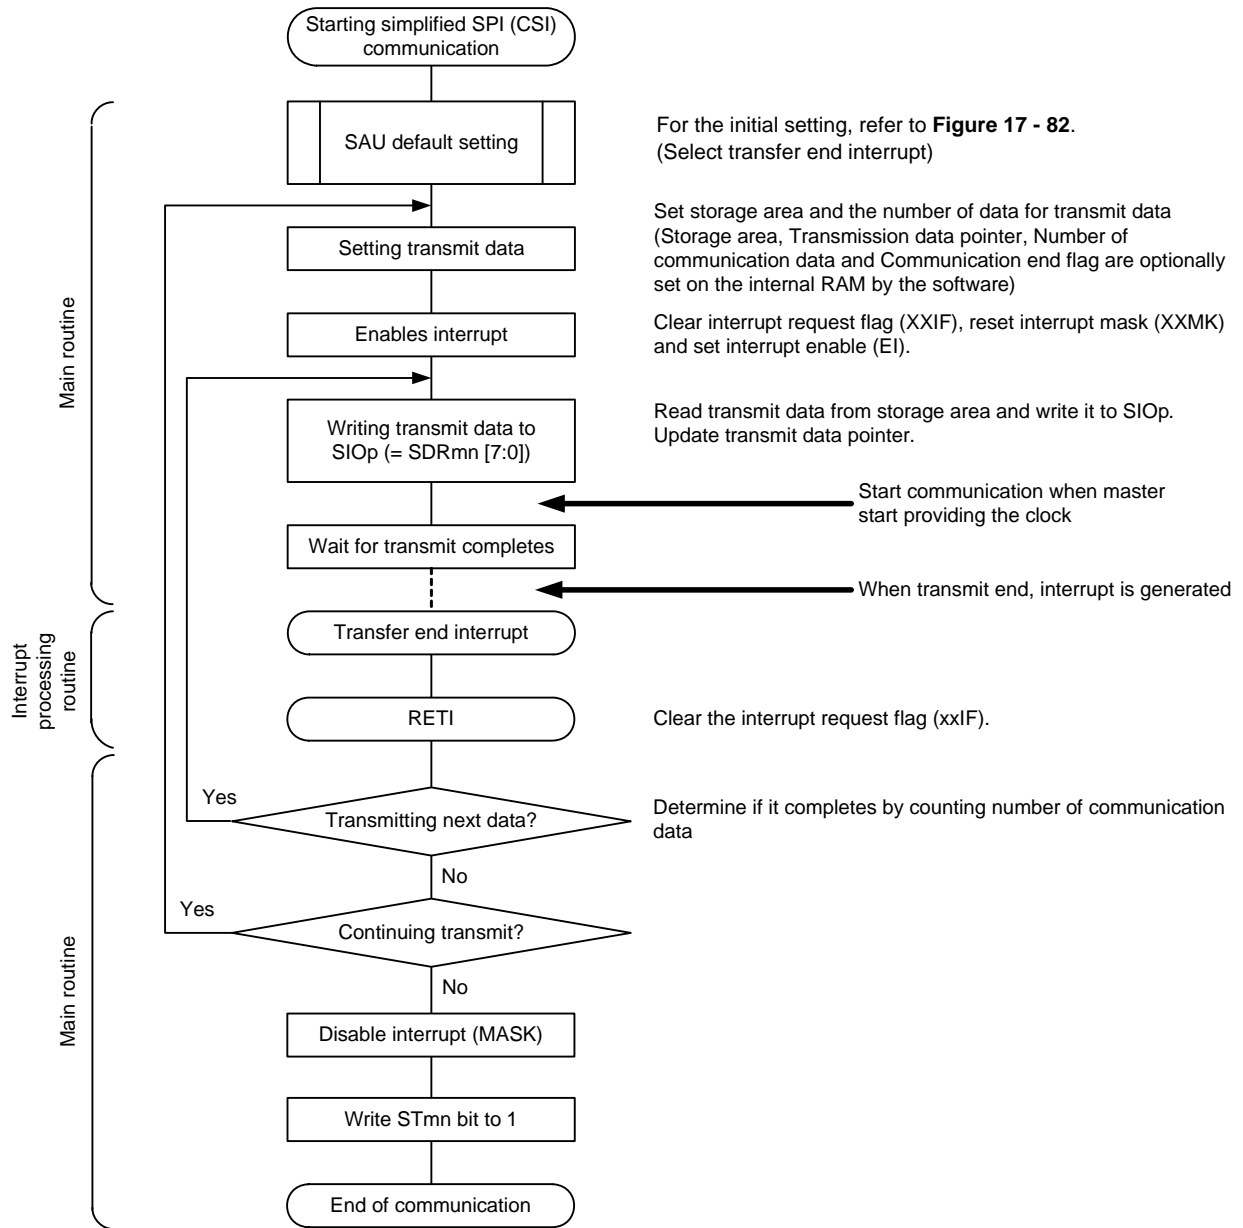 Starting simplified SPI (CSI)
communication
SAU default setting
For the initial setting, refer to Figure 17 - 82.
(Select transfer end interrupt)
Setting transmit data
Set storage area and the number of data for transmit data
(Storage area, Transmission data pointer, Number of
communication data and Communication end flag are optionally
set on the internal RAM by the software)
Main routine
Enables interrupt
Clear interrupt request flag (XXIF), reset interrupt mask (XXMK)
and set interrupt enable (EI).
Writing transmit data to
SIOp (= SDRmn [7:0])
Read transmit data from storage area and write it to SIOp.
Update transmit data pointer.
Start communication when master
start providing the clock
Wait for transmit completes
When transmit end, interrupt is generated
Interrupt
processing
routine
Transfer end interrupt
RETI
Clear the interrupt request flag (xxIF).
Yes
Transmitting next data?
Determine if it completes by counting number of communication
data
No
Yes
Continuing transmit?
No
Main routine
Disable interrupt (MASK)
Write STmn bit to 1
End of communication